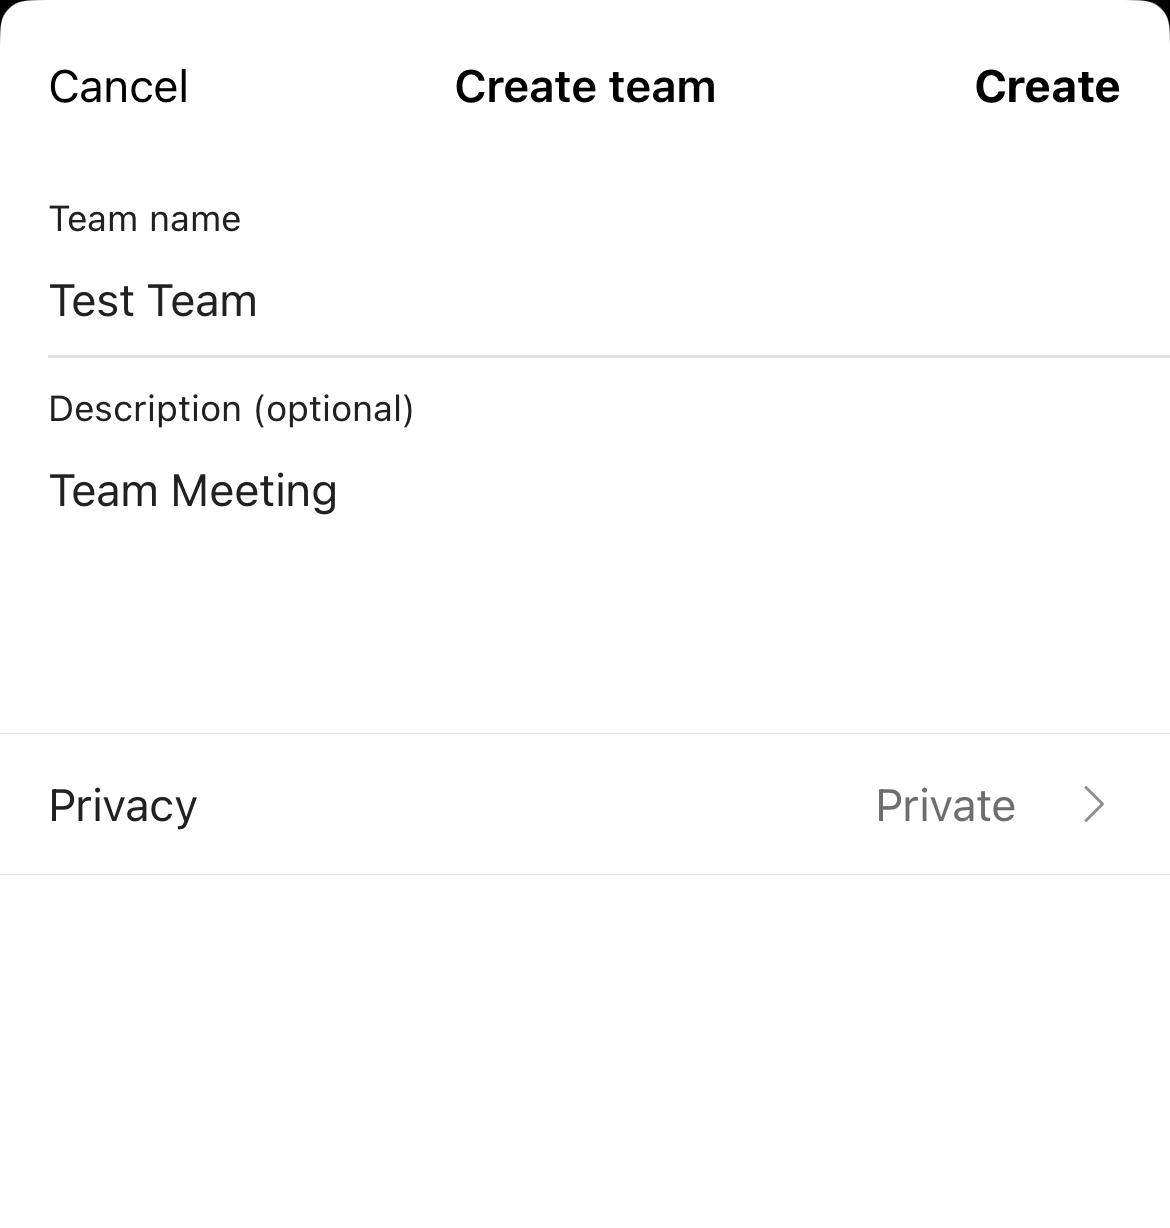 Cancel Create team Create
Team name
Test Team
Description (optional)
Team Meeting
Privacy Private